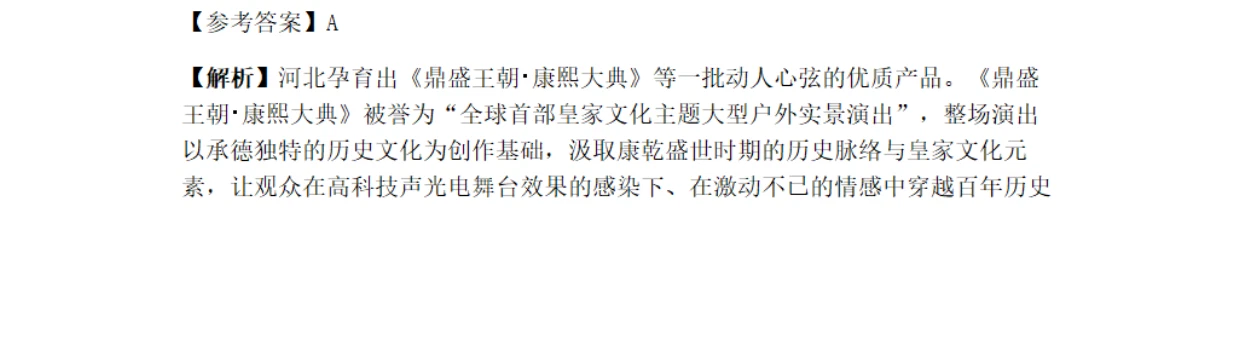 【参考答案】A
【解析】河北孕育出《鼎盛王朝·康熙大典》等一批动人心弦的优质产品。《鼎盛
王朝·康熙大典》被誉为“全球首部皇家文化主题大型户外实景演出”，整场演出
以承德独特的历史文化为创作基础，汲取康乾盛世时期的历史脉络与皇家文化元
素，让观众在高科技声光电舞台效果的感染下、在激动不已的情感中穿越百年历史